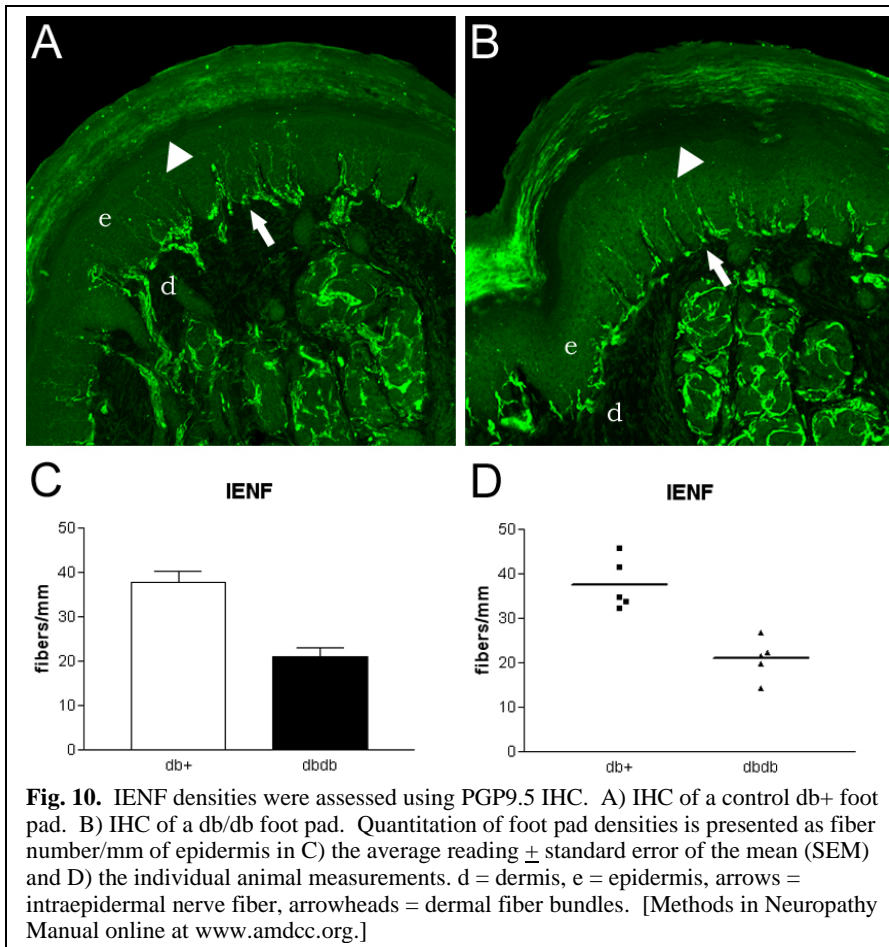 A
B
e
d
e
d
C
IENF
fibers/mm
50
40
30
20
10
0
db+
dbdb
D
IENF
fibers/mm
50
40
30
20
10
0
db+
dbdb
Fig. 10. IENF densities were assessed using PGP9.5 IHC. A) IHC of a control db+ foot
pad. B) IHC of a db/db foot pad. Quantitation of foot pad densities is presented as fiber
number/mm of epidermis in C) the average reading ± standard error of the mean (SEM)
and D) the individual animal measurements. d = dermis, e = epidermis, arrows =
intraepidermal nerve fiber, arrowheads = dermal fiber bundles. [Methods in Neuropathy
Manual online at www.amdcc.org.]